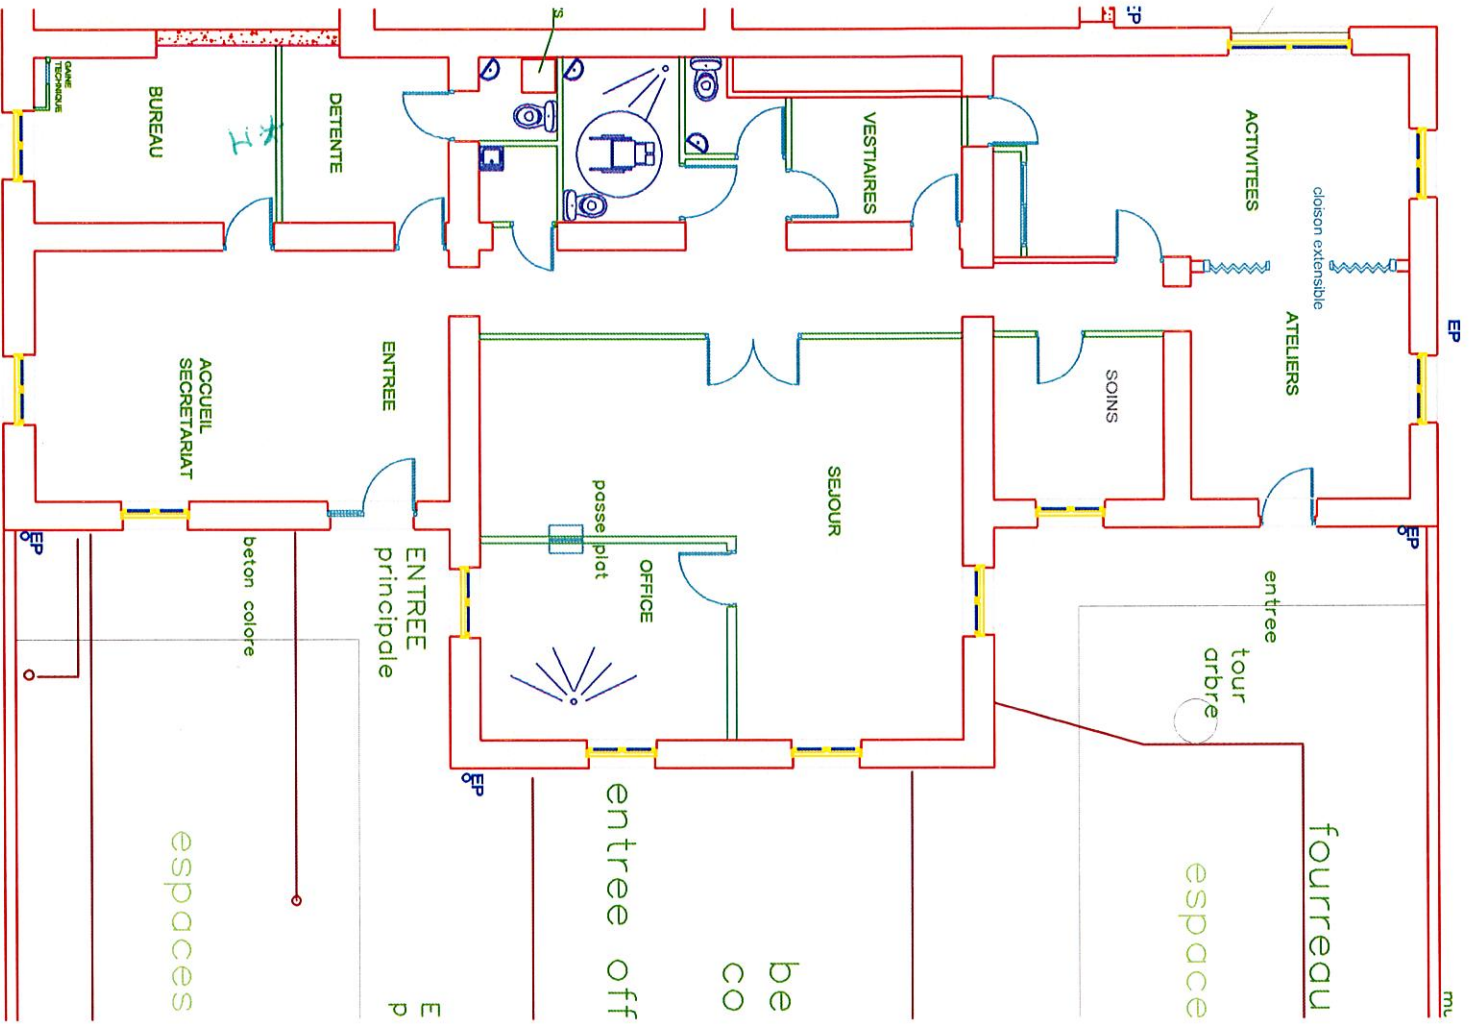 GAINE
TECHNIQUE
BUREAU
DETENTE
VESTIAIRES
ACTIVITEES
cloison extensible
ATELIERS
SOINS
ENTREE
ACCUEIL
SECRETARIAT
SEJOUR
passe plat
OFFICE
EP
EP
EP
EP
EP
ENTREE
principale
beton colore
entree
tour
arbre
fourreau
espace
espaces
entree off
be
co
E
p
s